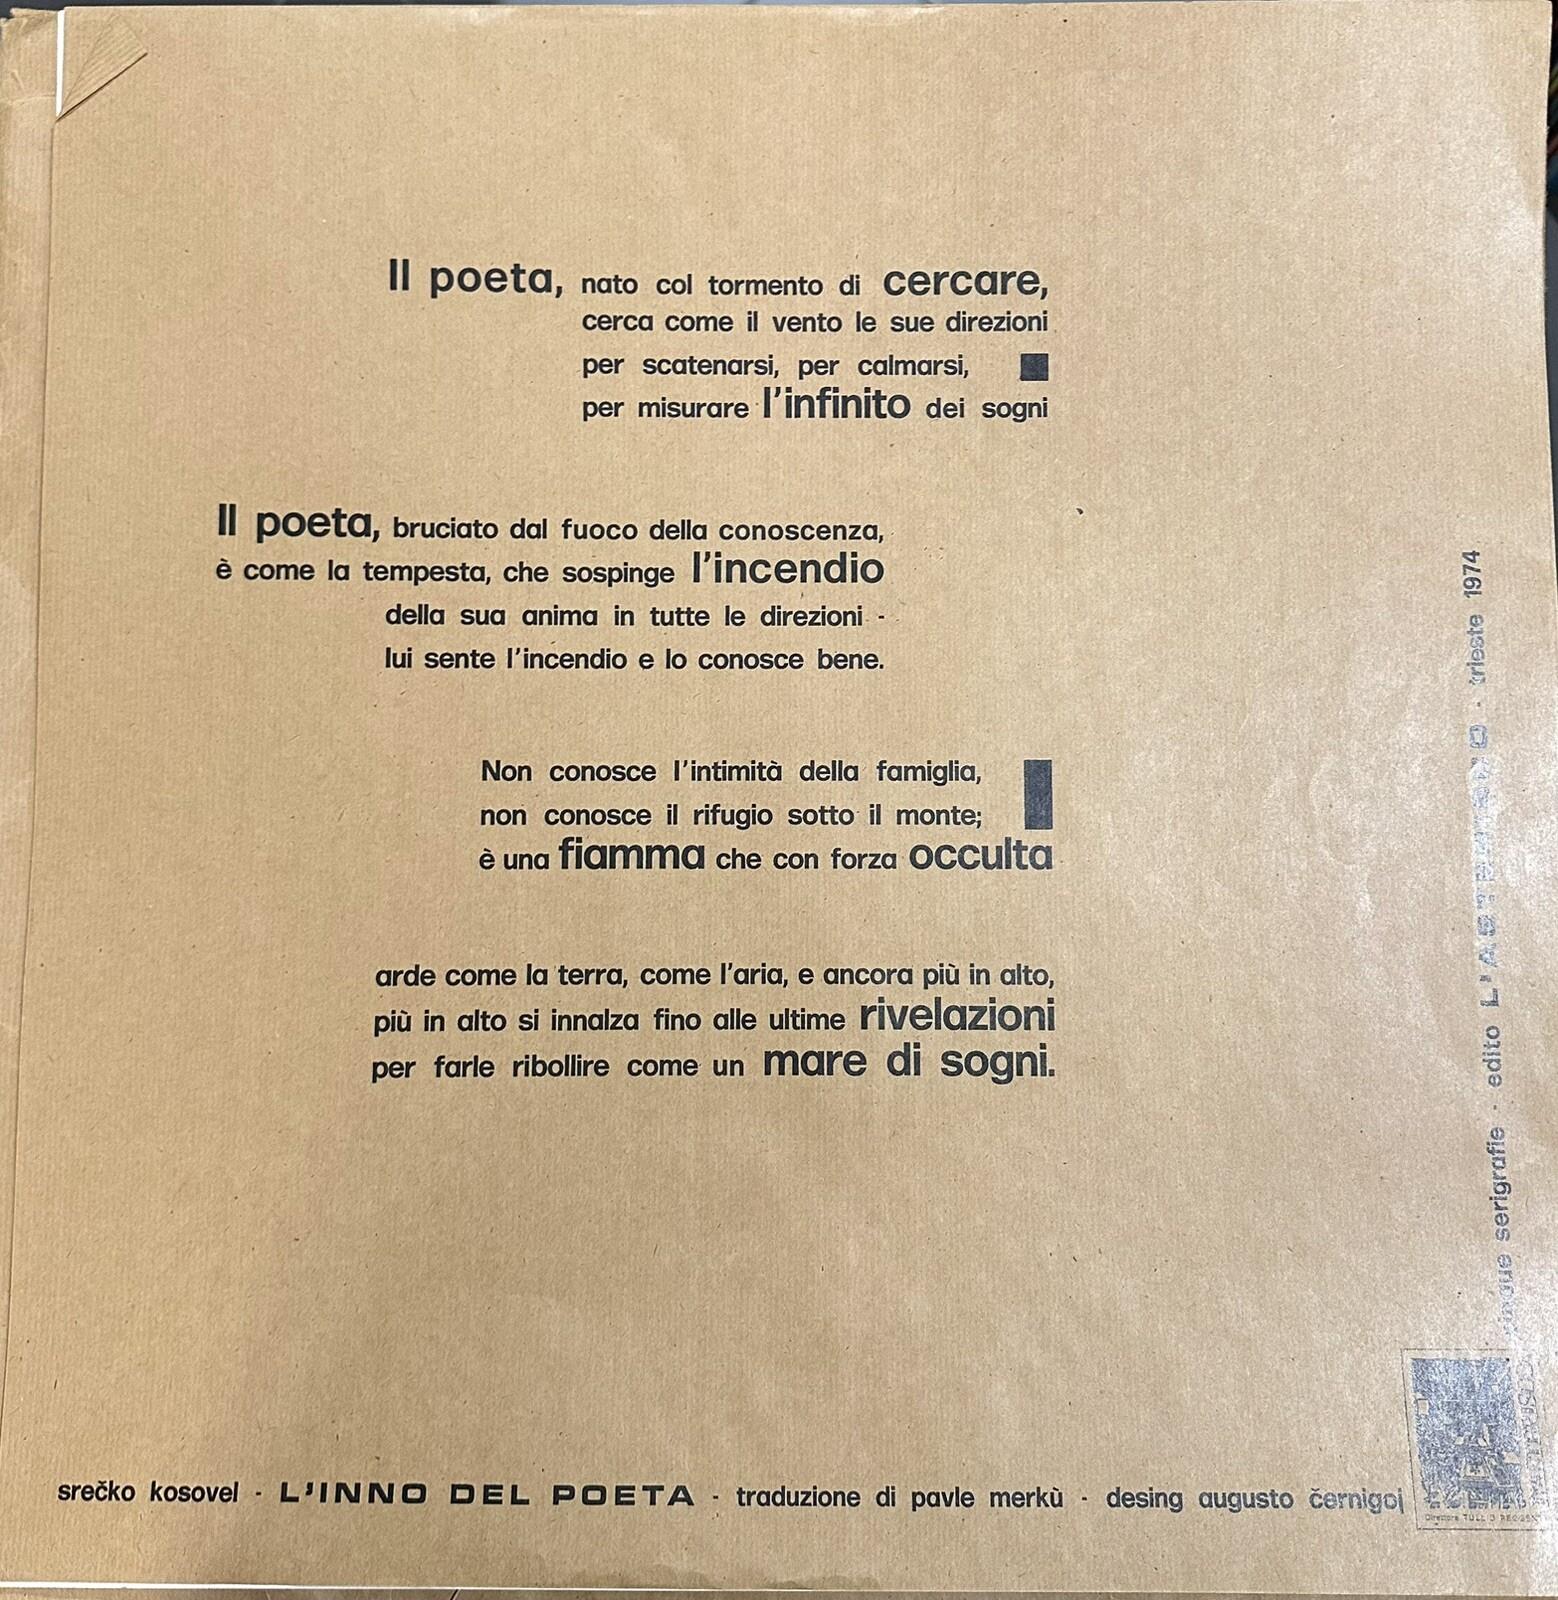 Il poeta, nato col tormento di cercare,
cerca come il vento le sue direzioni
per scatenarsi, per calmarsi,
per misurare l'infinito dei sogni
Il poeta, bruciato dal fuoco della conoscenza,
è come la tempesta, che sospinge l'incendio
della sua anima in tutte le direzioni -
lui sente l'incendio e lo conosce bene.
Non conosce l'intimità della famiglia,
non conosce il rifugio sotto il monte;
è una fiamma che con forza occulta
arde come la terra, come l'aria, e ancora più in alto,
più in alto si innalza fino alle ultime rivelazioni
per farle ribollire come un mare di sogni.
srečko kosovel - L'INNO DEL POETA - traduzione di pavle merkù - desing augusto černigoj
cinque serigrafie - edito - trieste 1974
Direttore